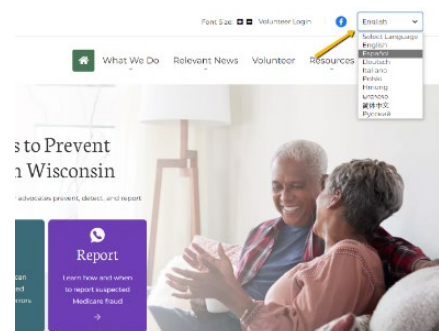 Font Size: Volunteer Login
English
Select Language
English
Español
Deutsch
Italiano
Polski
Hmong
简体中文
Русский
What We Do Relevant News Volunteer Resources
s to Prevent
n Wisconsin
advocates prevent, detect, and report
Report
Learn how and when
to report suspected
Medicare fraud